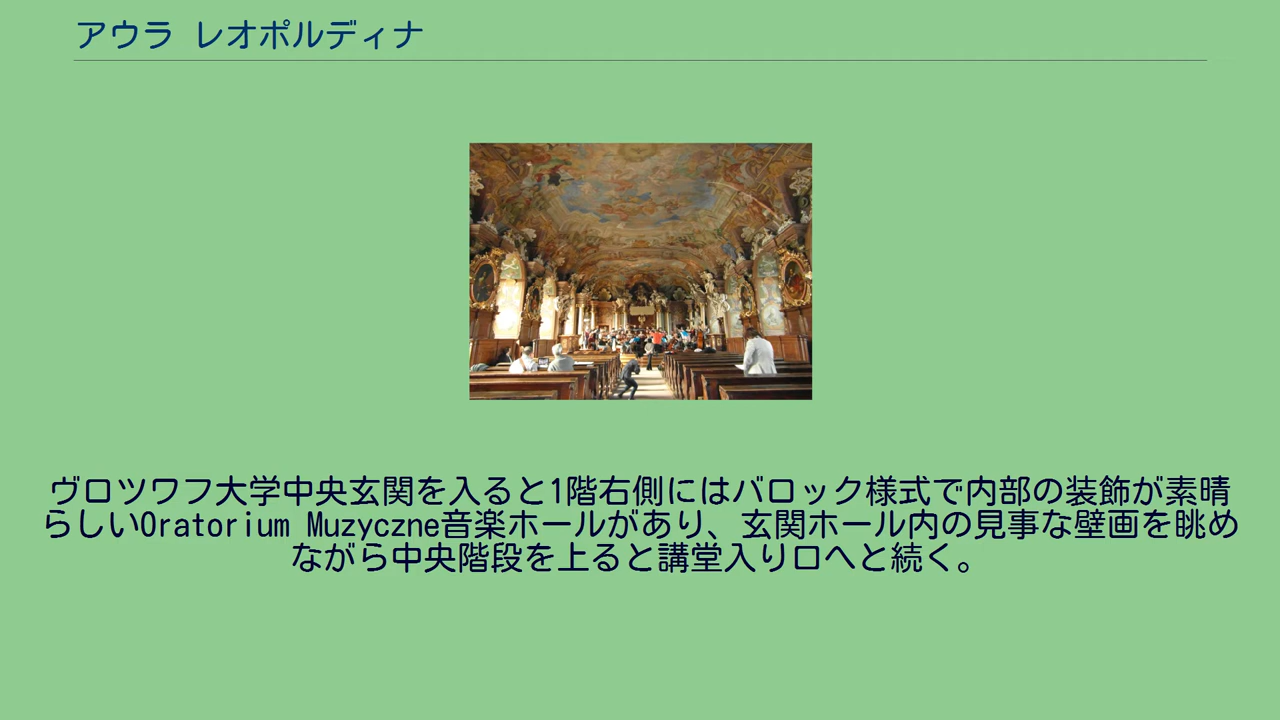 アウラ レオポルディナ
ヴロツワフ大学中央玄関を入ると1階右側にはバロック様式で内部の装飾が素晴
らしいOratorium Muzyczne音楽ホールがあり、玄関ホール内の見事な壁画を眺め
ながら中央階段を上ると講堂入り口へと続く。